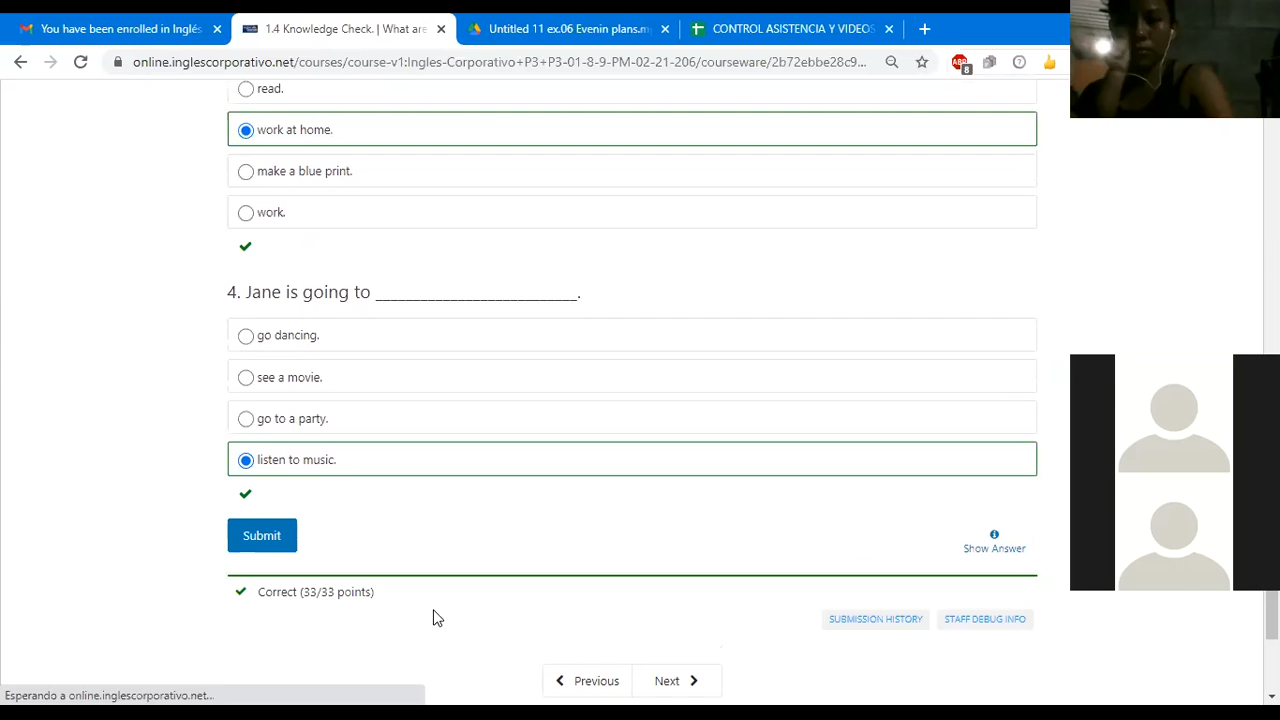 You have been enrolled in Inglés
1.4 Knowledge Check. | What are
Untitled 11 ex.06 Evenin plans.m
CONTROL ASISTENCIA Y VIDEOS
online.inglescorporativo.net/courses/course-v1:Ingles-Corporativo+P3+P3-01-8-9-PM-02-21-206/courseware/2b72ebbe28c9...
ABP
8
read.
work at home.
make a blue print.
work.
4. Jane is going to ___________________________.
go dancing.
see a movie.
go to a party.
listen to music.
Submit
Show Answer
Correct (33/33 points)
SUBMISSION HISTORY
STAFF DEBUG INFO
Previous
Next
Esperando a online.inglescorporativo.net...